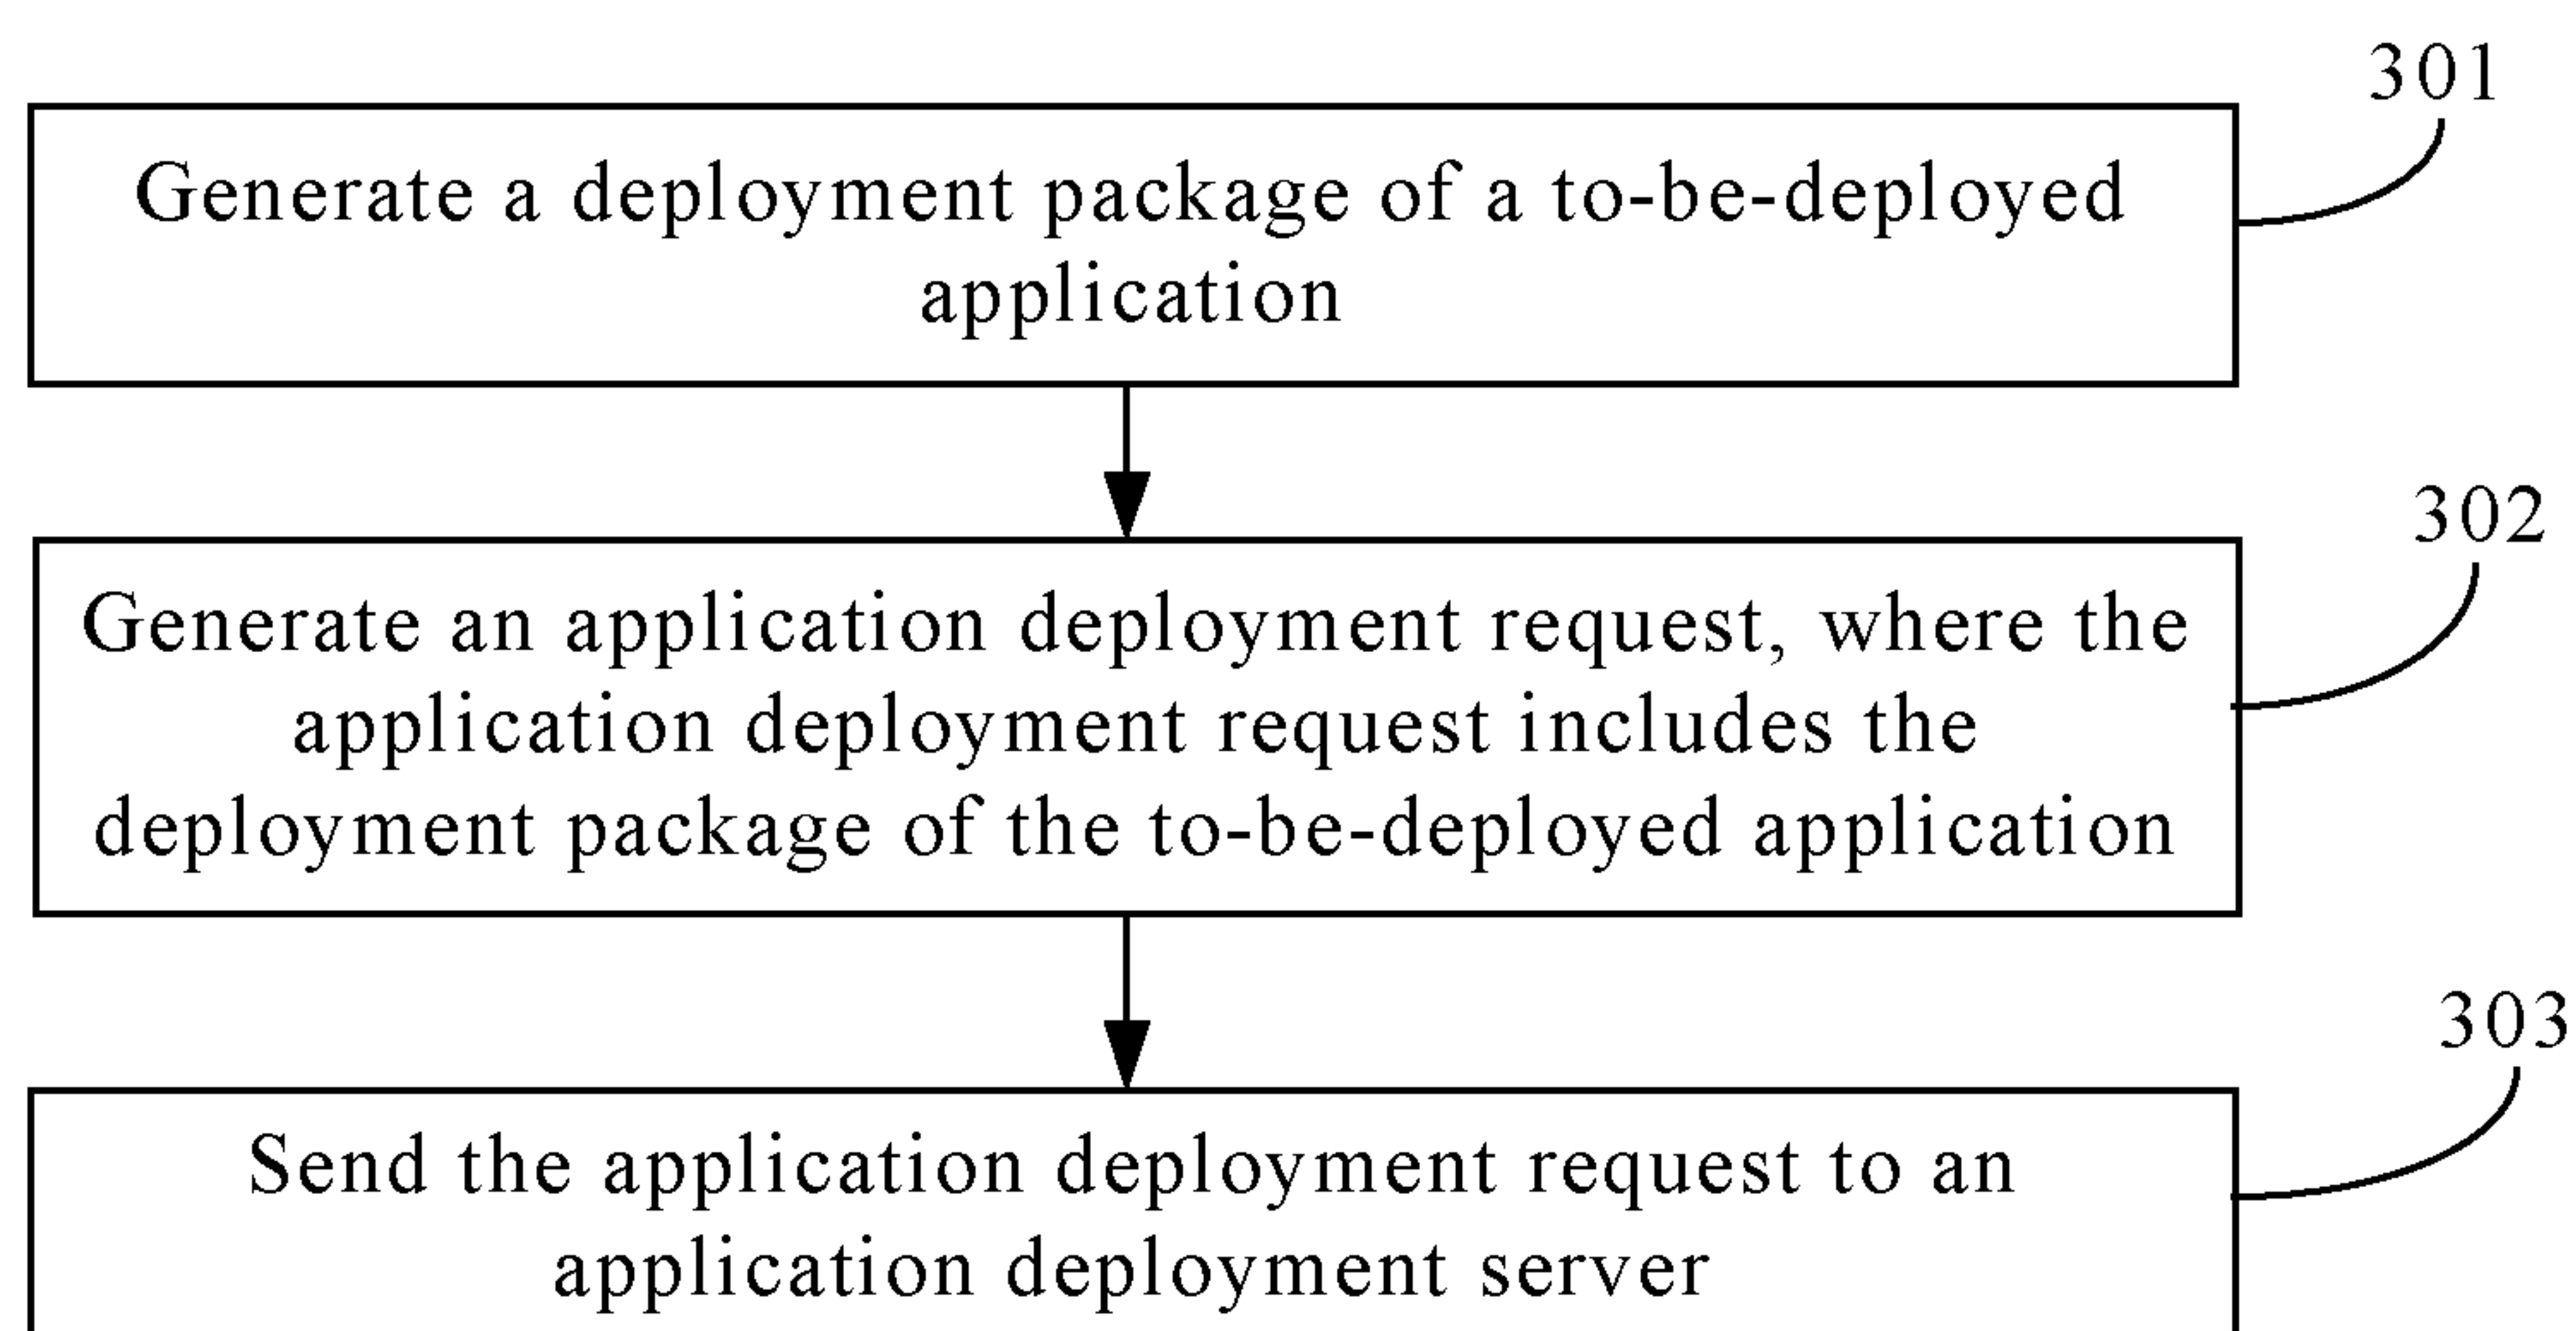 301
Generate a deployment package of a to-be-deployed
application
302
Generate an application deployment request, where the
application deployment request includes the
deployment package of the to-be-deployed application
303
Send the application deployment request to an
application deployment server